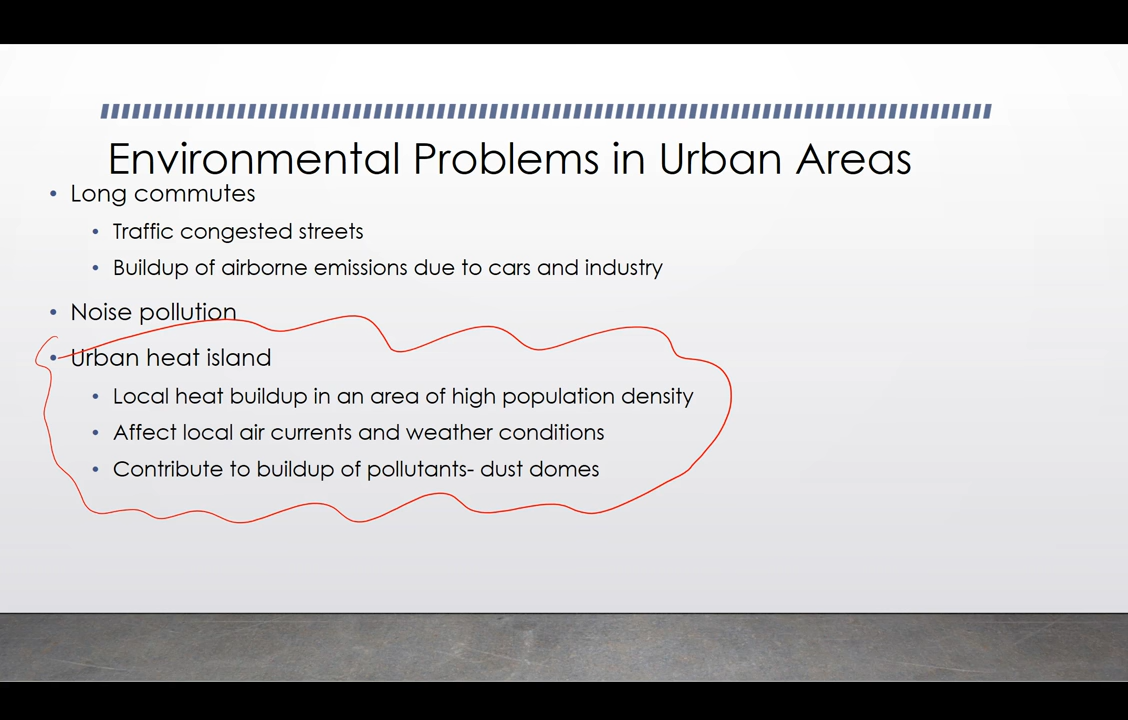 Environmental Problems in Urban Areas
• Long commutes
• Traffic congested streets
• Buildup of airborne emissions due to cars and industry
• Noise pollution
• Urban heat island
• Local heat buildup in an area of high population density
• Affect local air currents and weather conditions
• Contribute to buildup of pollutants- dust domes